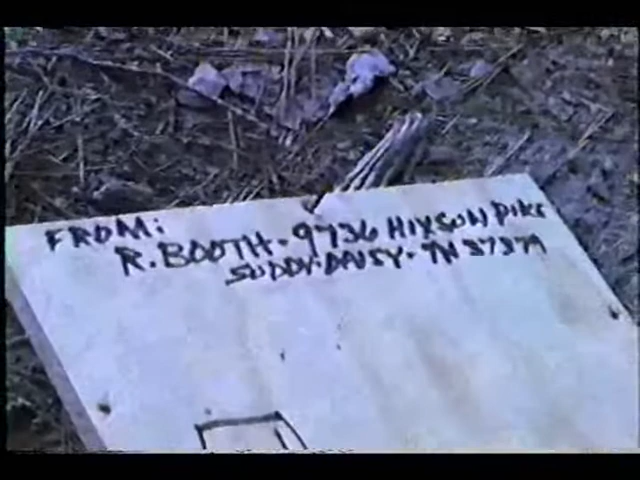 FROM:
R. BOOTH - 9736 HIXSON PIKE
SUDDY-DAISY - TN 37379